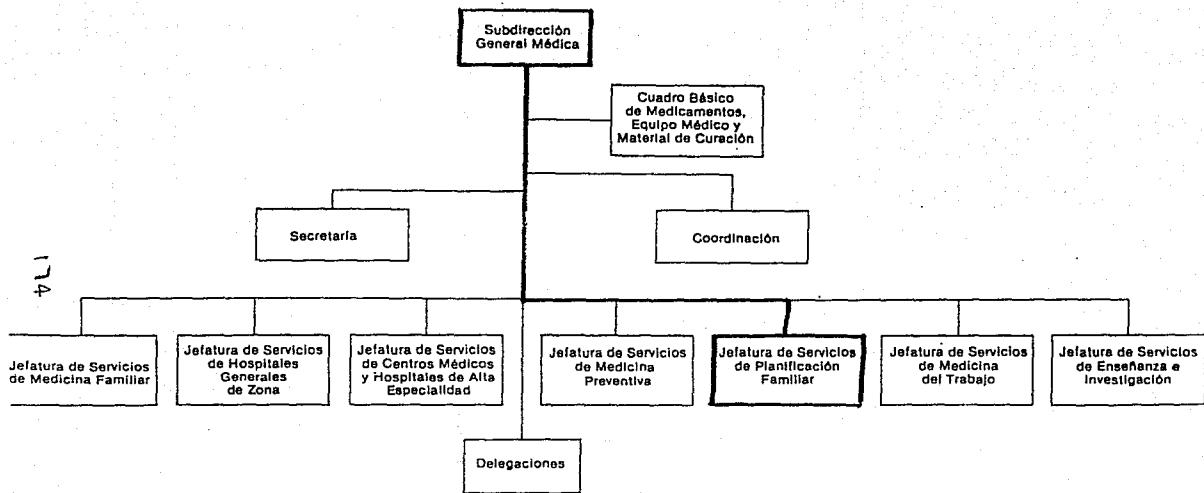 Subdirección
General Médica
Cuadro Básico
de Medicamentos,
Equipo Médico y
Material de Curación
Secretaría
Coordinación
174
Jefatura de Servicios
de Medicina Familiar
Jefatura de Servicios
de Hospitales
Generales
de Zona
Jefatura de Servicios
de Centros Médicos
y Hospitales de Alta
Especialidad
Jefatura de Servicios
de Medicina
Preventiva
Jefatura de Servicios
de Planificación
Familiar
Jefatura de Servicios
de Medicina
del Trabajo
Jefatura de Servicios
de Enseñanza e
Investigación
Delegaciones